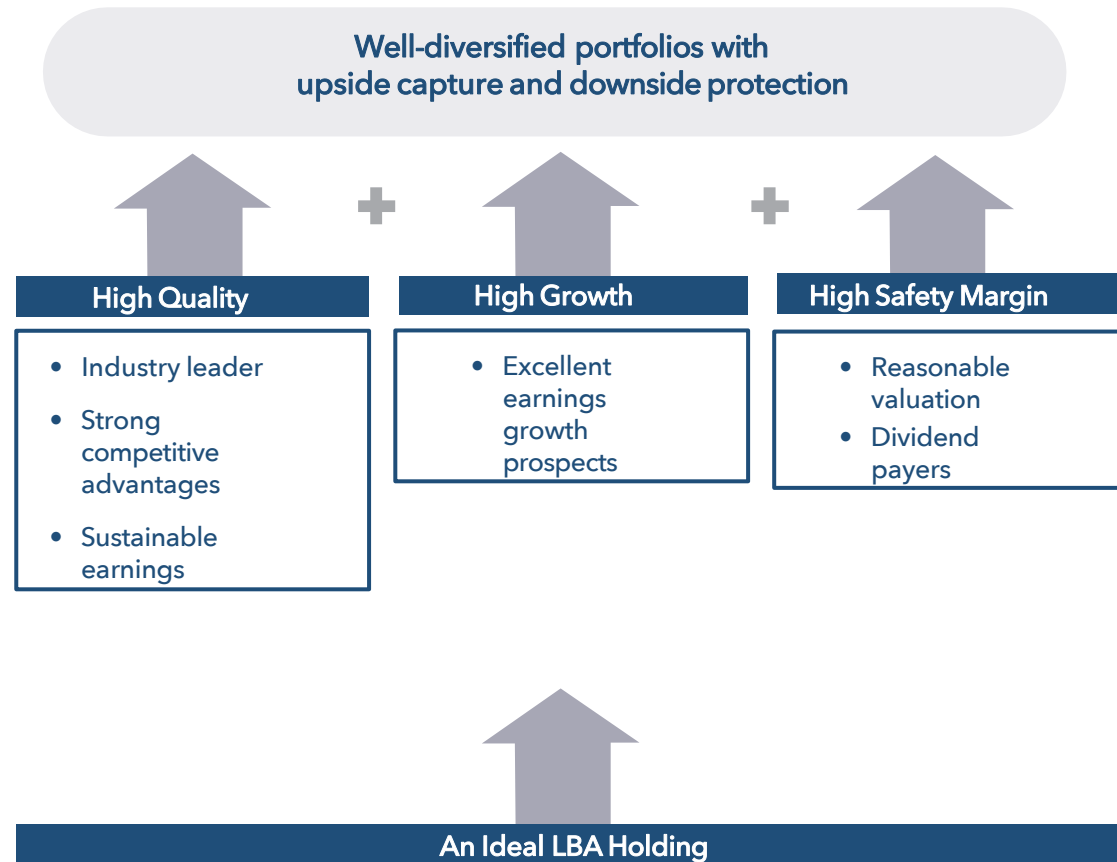 Well-diversified portfolios with
upside capture and downside protection
High Quality
• Industry leader
• Strong
competitive
advantages
• Sustainable
earnings
High Growth
• Excellent
earnings
growth
prospects
High Safety Margin
• Reasonable
valuation
• Dividend
payers
An Ideal LBA Holding